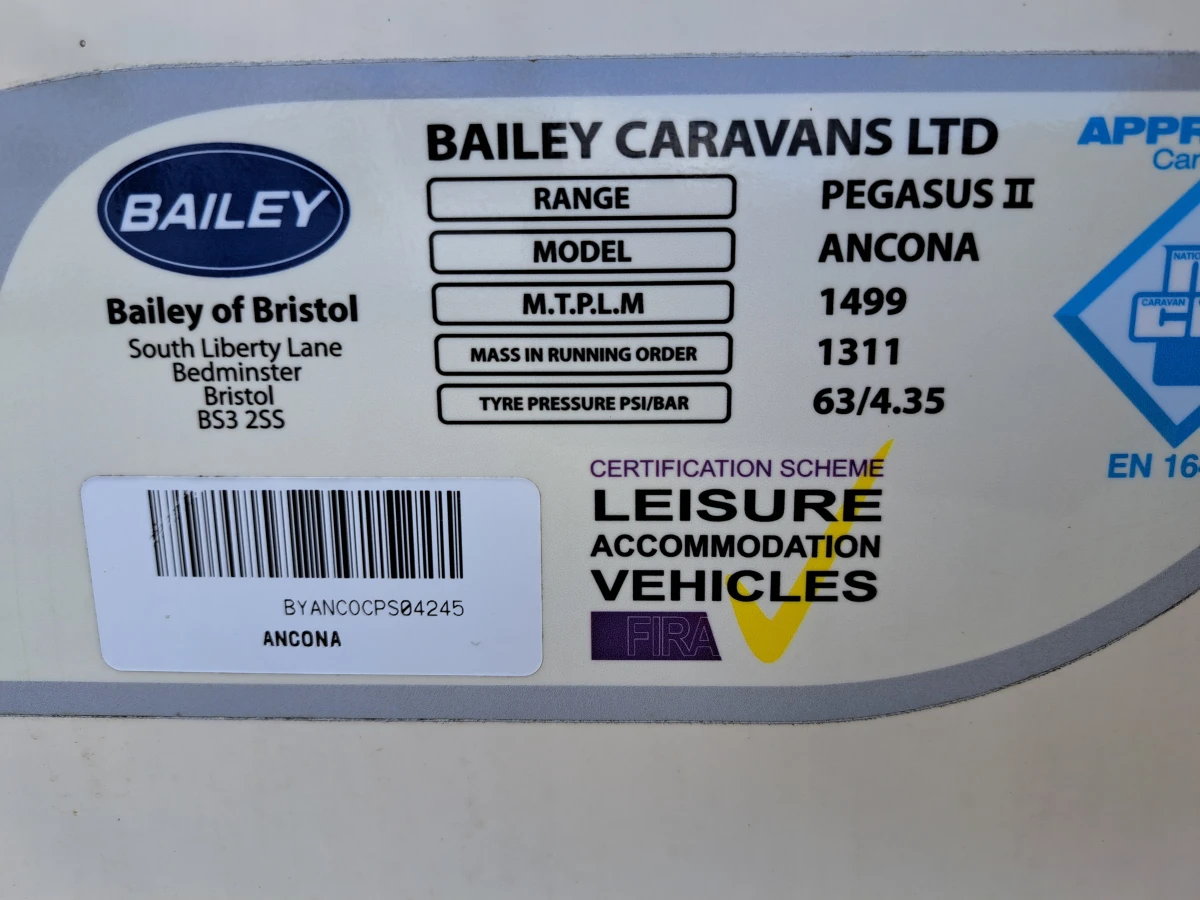 BAILEY CARAVANS LTD
BAILEY
Bailey of Bristol
South Liberty Lane
Bedminster
Bristol
BS3 2SS
RANGE PEGASUS II
MODEL ANCONA
M.T.P.L.M 1499
MASS IN RUNNING ORDER 1311
TYRE PRESSURE PSI/BAR 63/4.35
BYANCOCPS04245
ANCONA
CERTIFICATION SCHEME
LEISURE
ACCOMMODATION
VEHICLES
FIRA
CARAVAN
EN